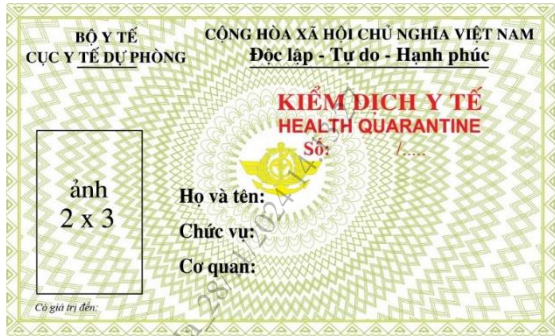 BỘ Y TẾ
CỤC Y TẾ DỰ PHÒNG
CỘNG HÒA XÃ HỘI CHỦ NGHĨA VIỆT NAM
Độc lập - Tự do - Hạnh phúc
KIỂM DỊCH Y TẾ
HEALTH QUARANTINE
Số: /....
ảnh
2 x 3
Họ và tên:
Chức vụ:
Cơ quan:
Có giá trị đến: